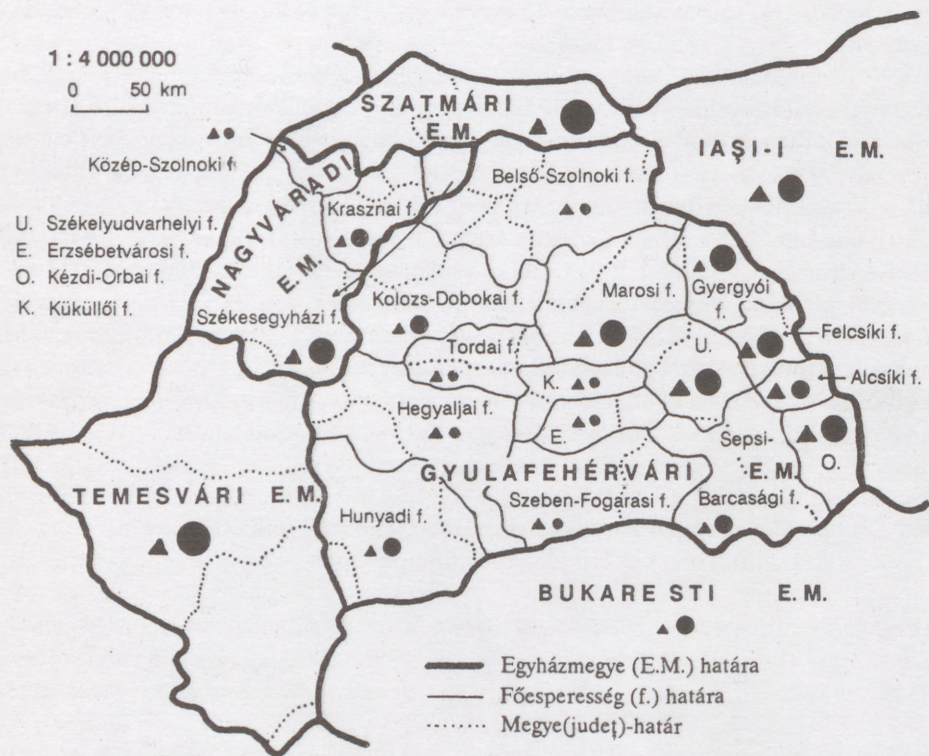 1 : 4 000 000
0 50 km
Közép-Szolnoki f.
U. Székelyudvarhelyi f.
E. Erzsébetvárosi f.
O. Kézdi-Orbai f.
K. Küküllői f.
SZATMÁRI
E. M.
IAŞI-I E. M.
NAGYVÁRADI
E. M.
Krasznai f.
Belső-Szolnoki f.
Székesegyházi f.
Kolozs-Dobokai f.
Marosi f.
Gyergyói
f.
Felcsíki f.
Tordai f.
U.
K.
Alcsíki f.
Hegyaljai f.
E.
Sepsi-
O.
GYULAFEHÉRVÁRI E. M.
TEMESVÁRI E. M.
Hunyadi f.
Szeben-Fogarasi f.
Barcasági f.
BUKARESTI E. M.
Egyházmegye (E.M.) határa
Főesperesség (f.) határa
Megye(judeţ)-határ